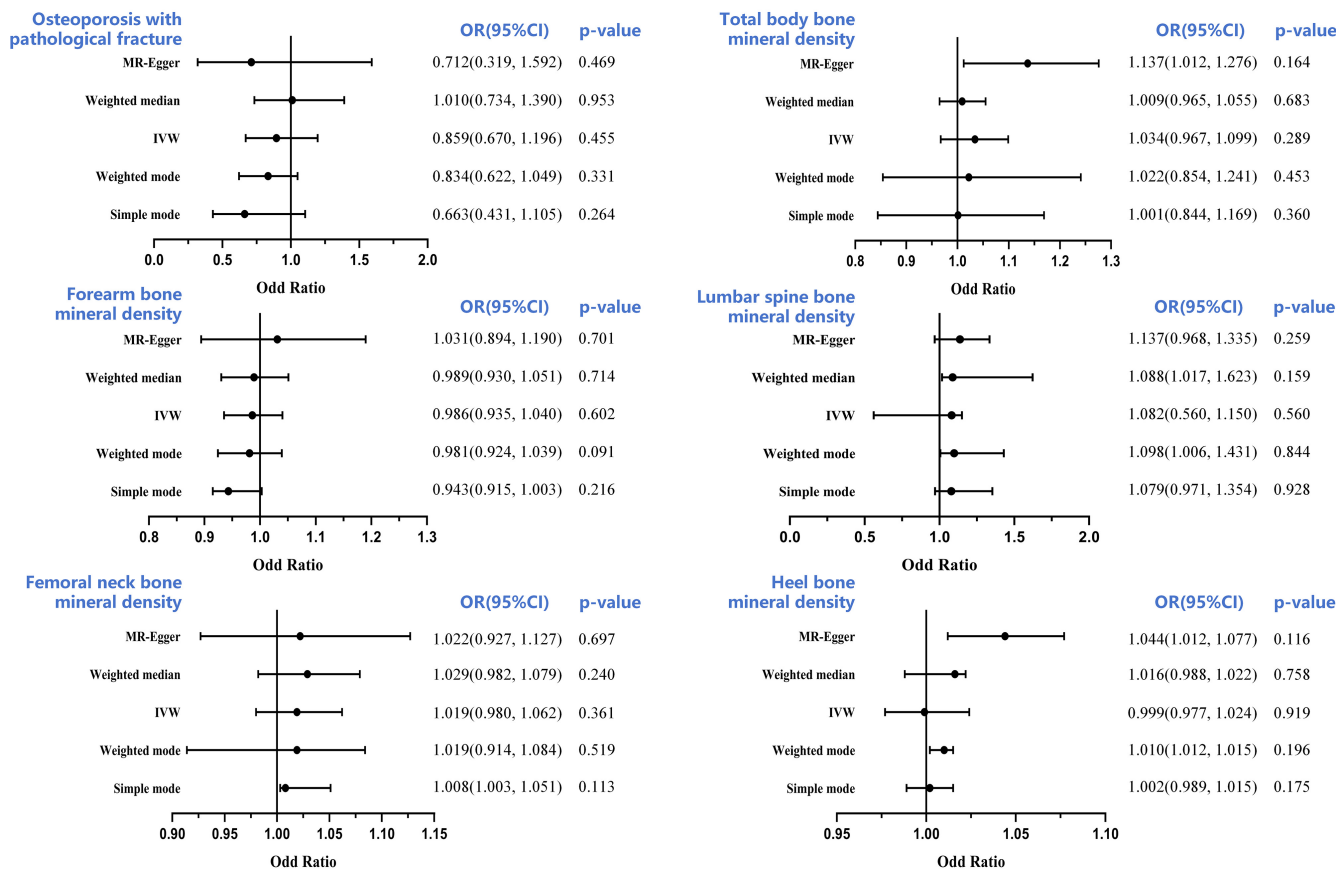 Osteoporosis with
pathological fracture
OR(95%CI) p-value
MR-Egger 0.712(0.319, 1.592) 0.469
Weighted median 1.010(0.734, 1.390) 0.953
IVW 0.859(0.670, 1.196) 0.455
Weighted mode 0.834(0.622, 1.049) 0.331
Simple mode 0.663(0.431, 1.105) 0.264
0.0 0.5 1.0 1.5 2.0
Odd Ratio
Total body bone
mineral density
OR(95%CI) p-value
MR-Egger 1.137(1.012, 1.276) 0.164
Weighted median 1.009(0.965, 1.055) 0.683
IVW 1.034(0.967, 1.099) 0.289
Weighted mode 1.022(0.854, 1.241) 0.453
Simple mode 1.001(0.844, 1.169) 0.360
0.8 0.9 1.0 1.1 1.2 1.3
Odd Ratio
Forearm bone
mineral density
OR(95%CI) p-value
MR-Egger 1.031(0.894, 1.190) 0.701
Weighted median 0.989(0.930, 1.051) 0.714
IVW 0.986(0.935, 1.040) 0.602
Weighted mode 0.981(0.924, 1.039) 0.091
Simple mode 0.943(0.915, 1.003) 0.216
0.8 0.9 1.0 1.1 1.2 1.3
Odd Ratio
Lumbar spine bone
mineral density
OR(95%CI) p-value
MR-Egger 1.137(0.968, 1.335) 0.259
Weighted median 1.088(1.017, 1.623) 0.159
IVW 1.082(0.560, 1.150) 0.560
Weighted mode 1.098(1.006, 1.431) 0.844
Simple mode 1.079(0.971, 1.354) 0.928
0.0 0.5 1.0 1.5 2.0
Odd Ratio
Femoral neck bone
mineral density
OR(95%CI) p-value
MR-Egger 1.022(0.927, 1.127) 0.697
Weighted median 1.029(0.982, 1.079) 0.240
IVW 1.019(0.980, 1.062) 0.361
Weighted mode 1.019(0.914, 1.084) 0.519
Simple mode 1.008(1.003, 1.051) 0.113
0.90 0.95 1.00 1.05 1.10 1.15
Odd Ratio
Heel bone
mineral density
OR(95%CI) p-value
MR-Egger 1.044(1.012, 1.077) 0.116
Weighted median 1.016(0.988, 1.022) 0.758
IVW 0.999(0.977, 1.024) 0.919
Weighted mode 1.010(1.012, 1.015) 0.196
Simple mode 1.002(0.989, 1.015) 0.175
0.95 1.00 1.05 1.10
Odd Ratio